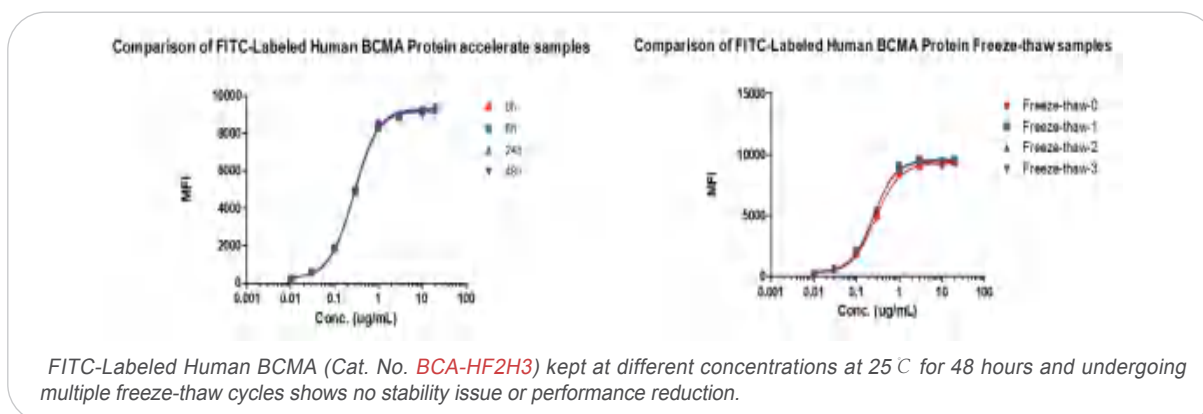 Comparison of FITC-Labeled Human BCMA Protein accelerate samples
10000
8000
6000
4000
2000
0
MFI
0.001 0.01 0.1 1 10 100
Conc. (ug/mL)
0h
Comparison of FITC-Labeled Human BCMA Protein Freeze-thaw samples
15000
10000
5000
0
MFI
0.001 0.01 0.1 1 10 100
Conc. (ug/mL)
Freeze-thaw-0
Freeze-thaw-1
Freeze-thaw-2
Freeze-thaw-3
FITC-Labeled Human BCMA (Cat. No. BCA-HF2H3) kept at different concentrations at 25℃ for 48 hours and undergoing
multiple freeze-thaw cycles shows no stability issue or performance reduction.